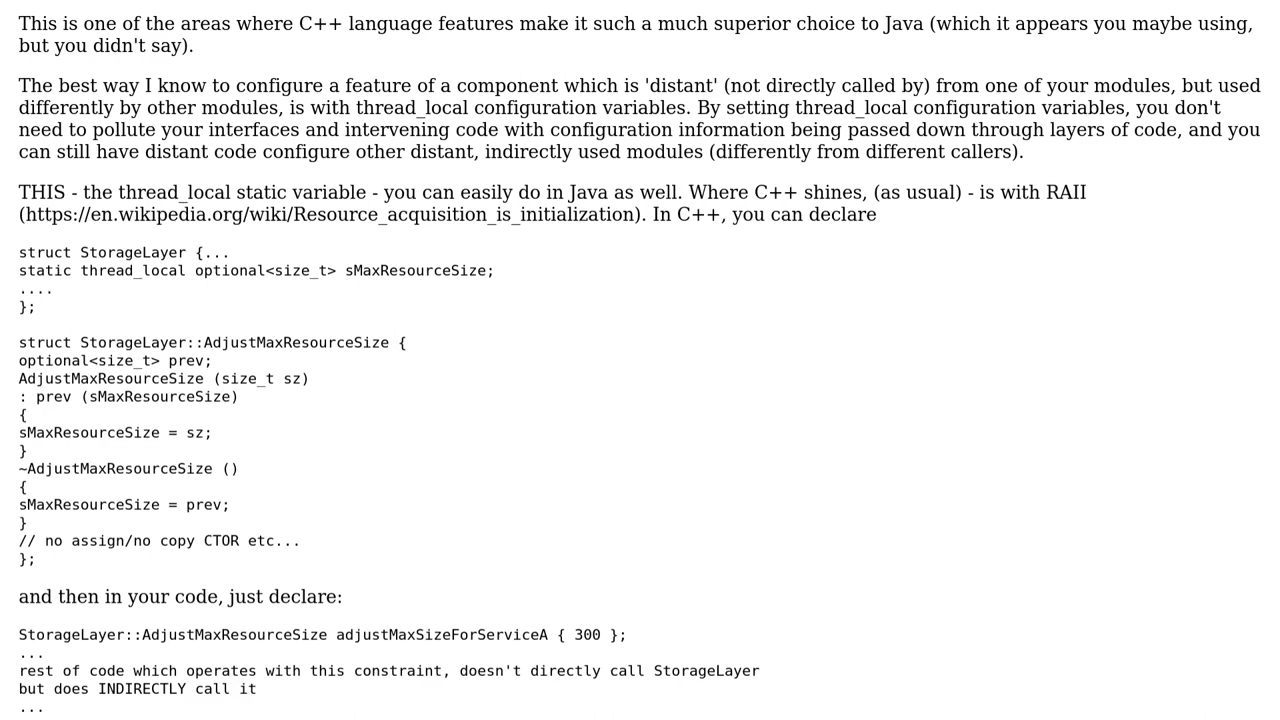 This is one of the areas where C++ language features make it such a much superior choice to Java (which it appears you maybe using,
but you didn't say).
The best way I know to configure a feature of a component which is 'distant' (not directly called by) from one of your modules, but used
differently by other modules, is with thread_local configuration variables. By setting thread_local configuration variables, you don't
need to pollute your interfaces and intervening code with configuration information being passed down through layers of code, and you
can still have distant code configure other distant, indirectly used modules (differently from different callers).
THIS - the thread_local static variable - you can easily do in Java as well. Where C++ shines, (as usual) - is with RAII
(https://en.wikipedia.org/wiki/Resource_acquisition_is_initialization). In C++, you can declare
struct StorageLayer {...
static thread_local optional<size_t> sMaxResourceSize;
....
};
struct StorageLayer::AdjustMaxResourceSize {
optional<size_t> prev;
AdjustMaxResourceSize (size_t sz)
: prev (sMaxResourceSize)
{
sMaxResourceSize = sz;
}
~AdjustMaxResourceSize ()
{
sMaxResourceSize = prev;
}
// no assign/no copy CTOR etc...
};
and then in your code, just declare:
StorageLayer::AdjustMaxResourceSize adjustMaxSizeForServiceA { 300 };
...
rest of code which operates with this constraint, doesn't directly call StorageLayer
but does INDIRECTLY call it
...